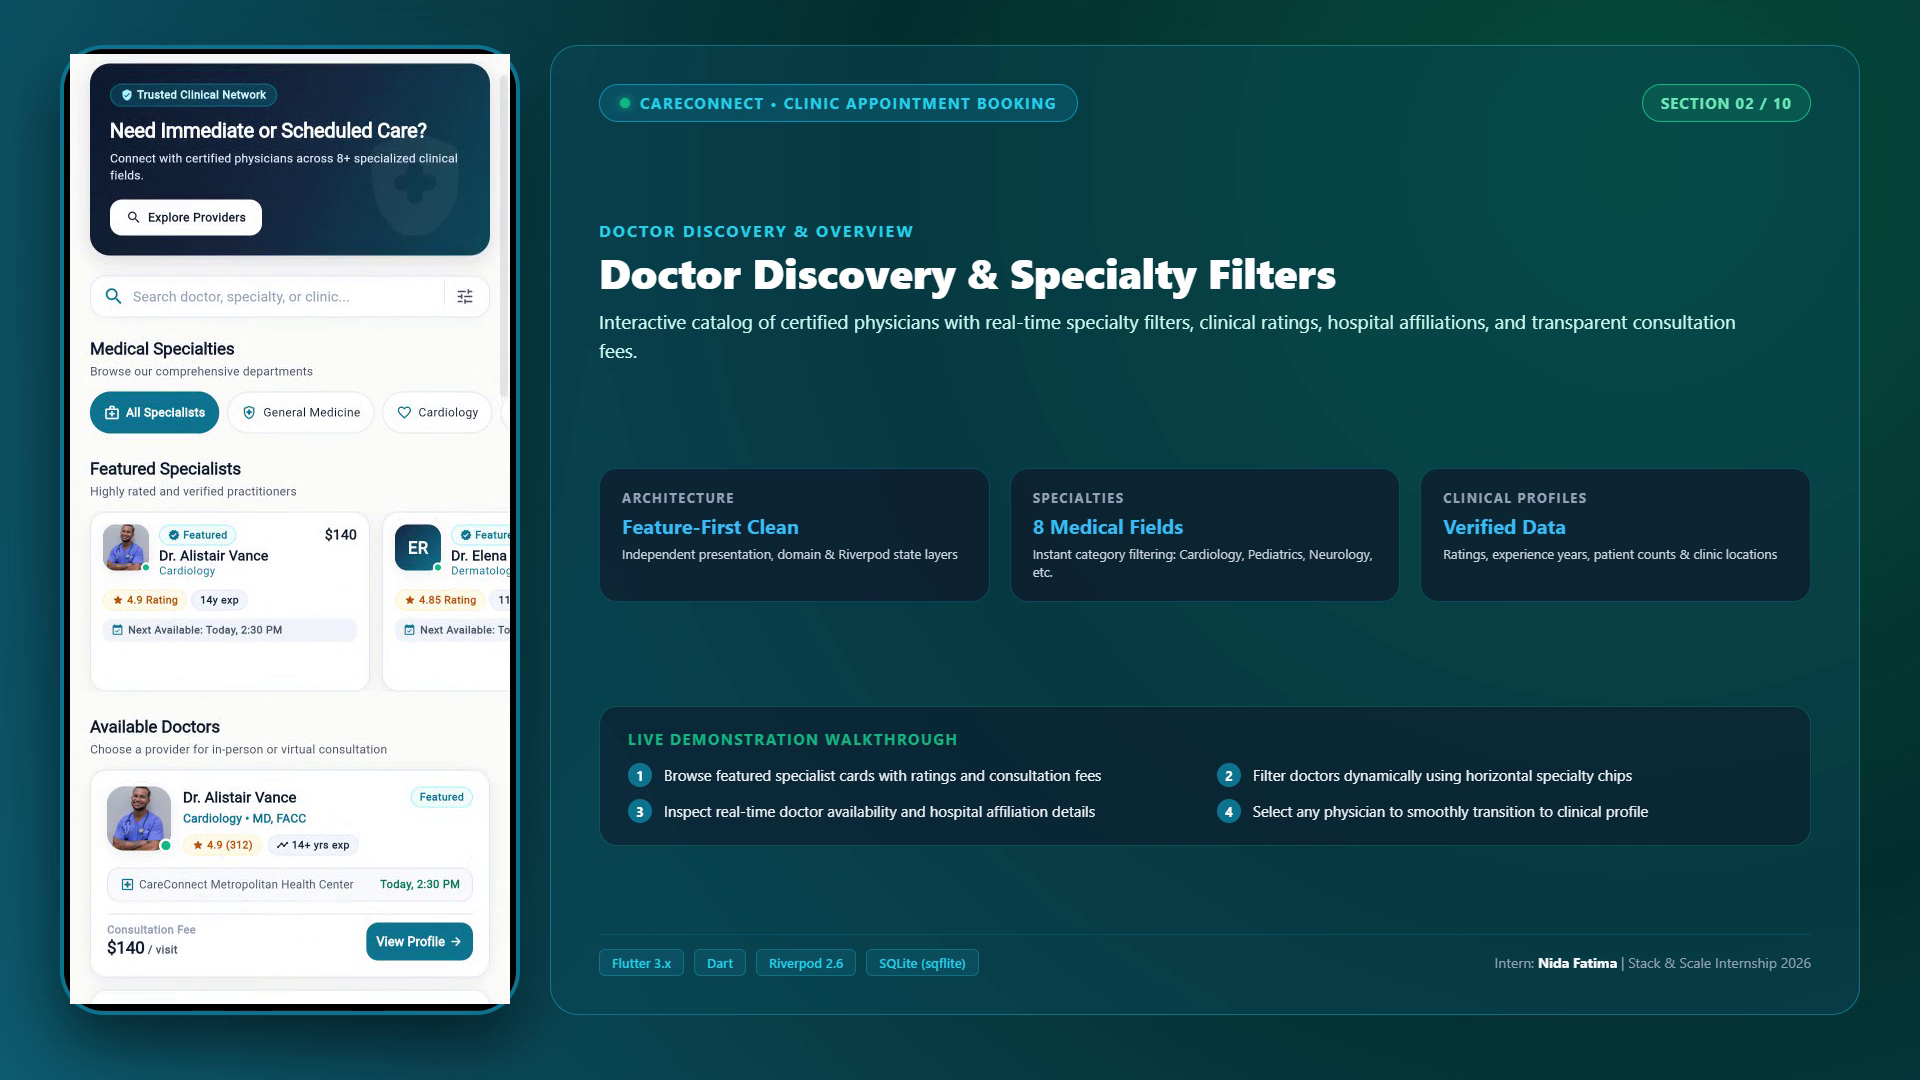 Trusted Clinical Network
Need Immediate or Scheduled Care?
Connect with certified physicians across 8+ specialized clinical
fields.
Explore Providers
Search doctor, specialty, or clinic...
Medical Specialties
Browse our comprehensive departments
All Specialists
General Medicine
Cardiology
Featured Specialists
Highly rated and verified practitioners
Featured
$140
Dr. Alistair Vance
Cardiology
4.9 Rating
14y exp
Next Available: Today, 2:30 PM
ER
Dr. Elena
4.85 Rating
11
Next Available:
Available Doctors
Choose a provider for in-person or virtual consultation
Dr. Alistair Vance
Featured
Cardiology • MD, FACC
4.9 (312)
14+ yrs exp
CareConnect Metropolitan Health Center
Today, 2:30 PM
Consultation Fee
$140 / visit
View Profile →
CARECONNECT • CLINIC APPOINTMENT BOOKING
SECTION 02 / 10
DOCTOR DISCOVERY & OVERVIEW
Doctor Discovery & Specialty Filters
Interactive catalog of certified physicians with real-time specialty filters, clinical ratings, hospital affiliations, and transparent consultation
fees.
ARCHITECTURE
Feature-First Clean
Independent presentation, domain & Riverpod state layers
SPECIALTIES
8 Medical Fields
Instant category filtering: Cardiology, Pediatrics, Neurology,
etc.
CLINICAL PROFILES
Verified Data
Ratings, experience years, patient counts & clinic locations
LIVE DEMONSTRATION WALKTHROUGH
1 Browse featured specialist cards with ratings and consultation fees
2 Filter doctors dynamically using horizontal specialty chips
3 Inspect real-time doctor availability and hospital affiliation details
4 Select any physician to smoothly transition to clinical profile
Flutter 3.x
Dart
Riverpod 2.6
SQLite (sqflite)
Intern: Nida Fatima | Stack & Scale Internship 2026